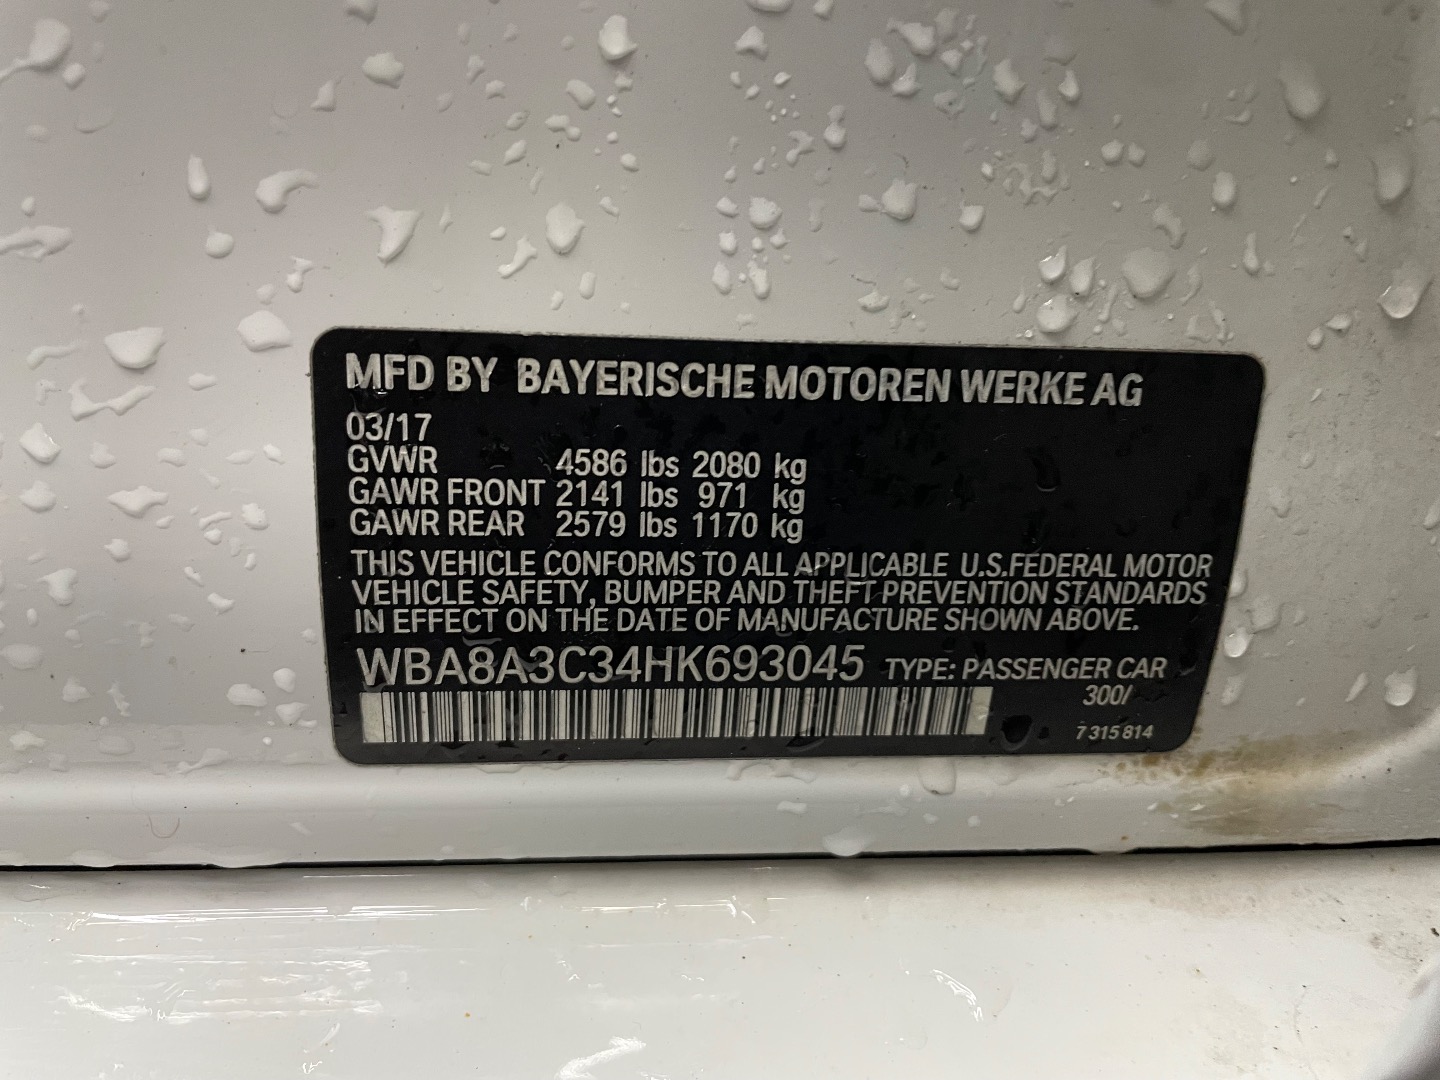 MFD BY BAYERISCHE MOTOREN WERKE AG
03/17
GVWR 4586 lbs 2080 kg
GAWR FRONT 2141 lbs 971 kg
GAWR REAR 2579 lbs 1170 kg
THIS VEHICLE CONFORMS TO ALL APPLICABLE U.S.FEDERAL MOTOR
VEHICLE SAFETY, BUMPER AND THEFT PREVENTION STANDARDS
IN EFFECT ON THE DATE OF MANUFACTURE SHOWN ABOVE.
WBA8A3C34HK693045 TYPE: PASSENGER CAR
300/
7 315 814